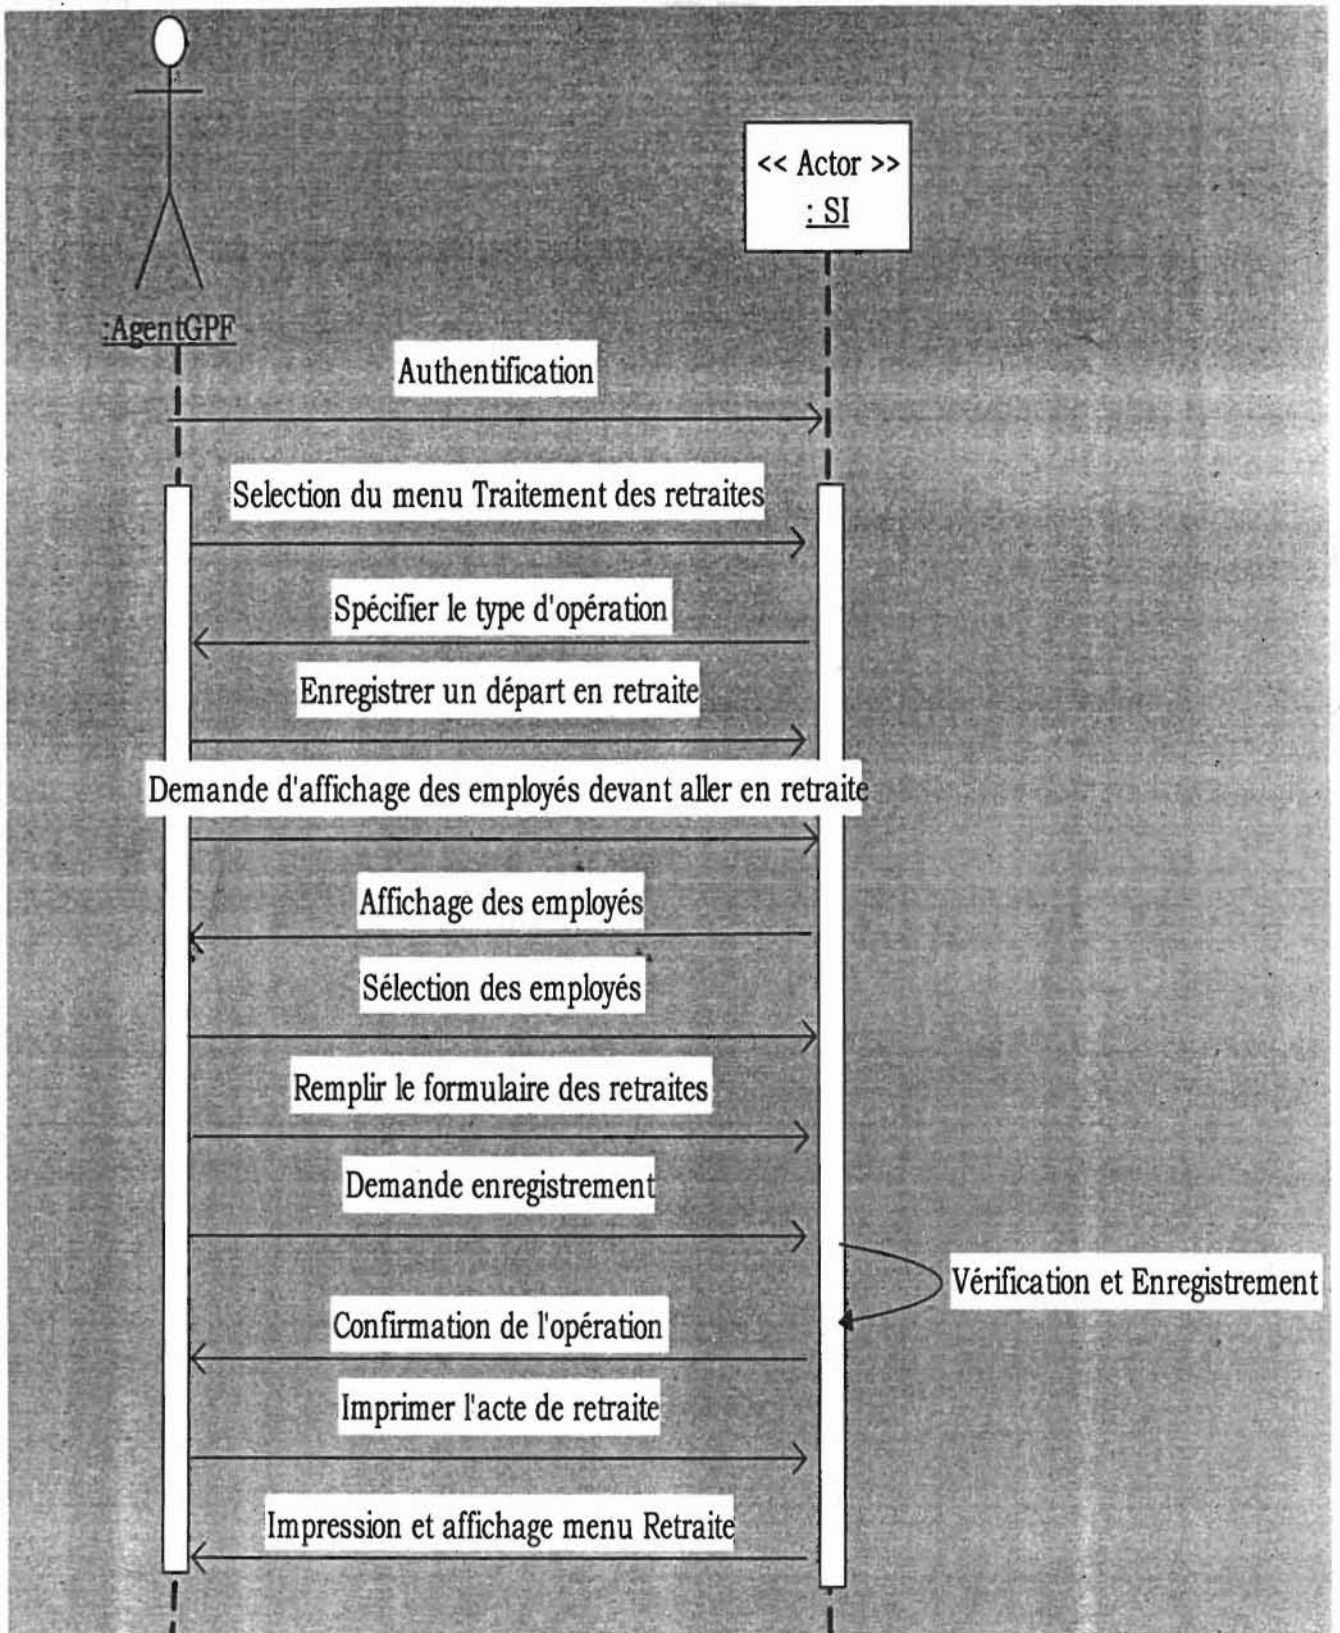 << Actor >>
: SI
:AgentGPF
Authentification
Selection du menu Traitement des retraites
Spécifier le type d'opération
Enregistrer un départ en retraite
Demande d'affichage des employés devant aller en retraite
Affichage des employés
Sélection des employés
Remplir le formulaire des retraites
Demande enregistrement
Vérification et Enregistrement
Confirmation de l'opération
Imprimer l'acte de retraite
Impression et affichage menu Retraite